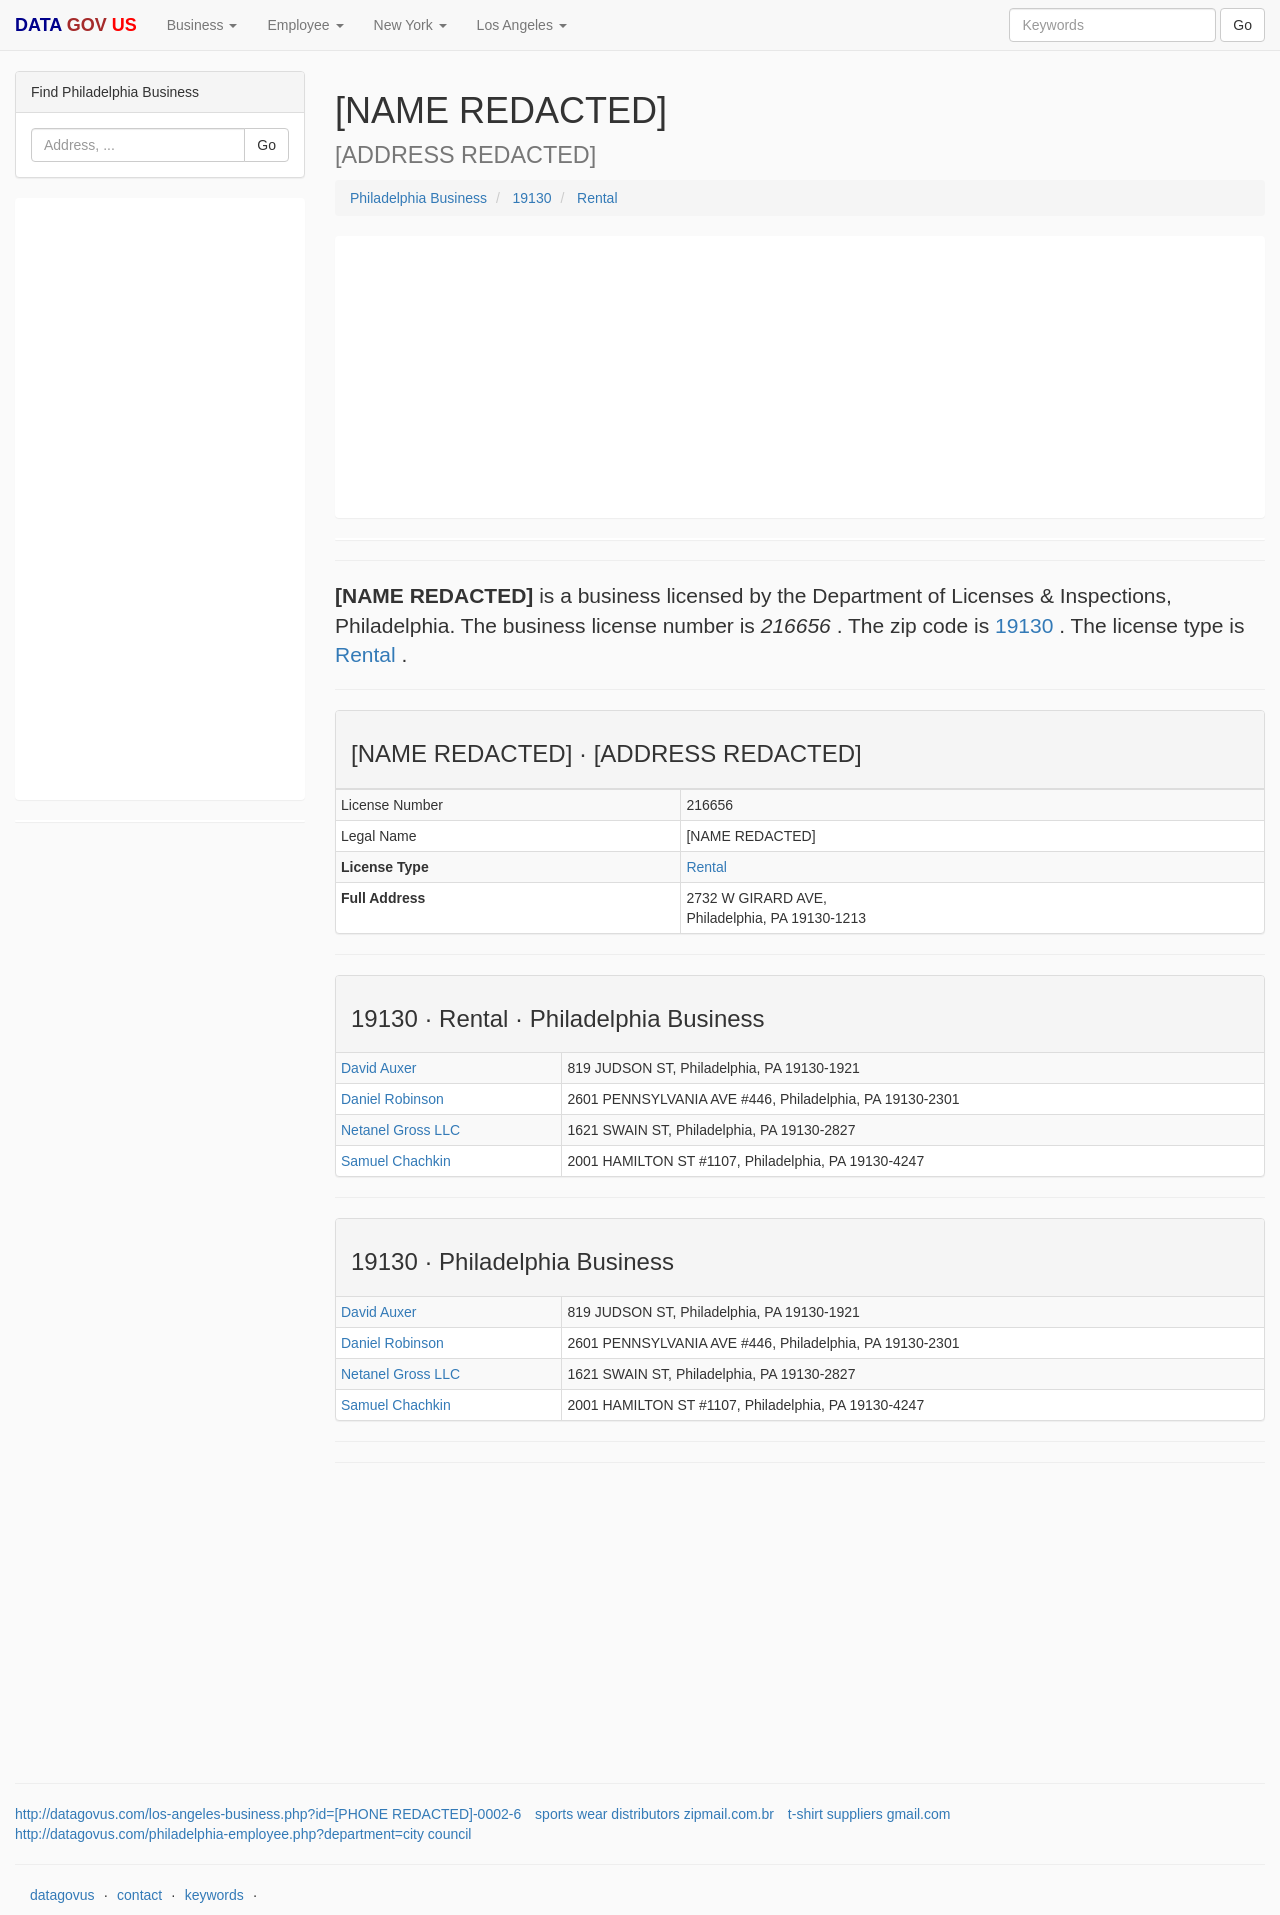 DATA GOV US Business Employee New York Los Angeles Keywords Go
Find Philadelphia Business
Address, ... Go
[NAME REDACTED]
[ADDRESS REDACTED]
Philadelphia Business / 19130 / Rental
[NAME REDACTED] is a business licensed by the Department of Licenses & Inspections,
Philadelphia. The business license number is 216656 . The zip code is 19130 . The license type is
Rental .
[NAME REDACTED] · [ADDRESS REDACTED]
License Number 216656
Legal Name [NAME REDACTED]
License Type Rental
Full Address 2732 W GIRARD AVE,
Philadelphia, PA 19130-1213
19130 · Rental · Philadelphia Business
David Auxer 819 JUDSON ST, Philadelphia, PA 19130-1921
Daniel Robinson 2601 PENNSYLVANIA AVE #446, Philadelphia, PA 19130-2301
Netanel Gross LLC 1621 SWAIN ST, Philadelphia, PA 19130-2827
Samuel Chachkin 2001 HAMILTON ST #1107, Philadelphia, PA 19130-4247
19130 · Philadelphia Business
David Auxer 819 JUDSON ST, Philadelphia, PA 19130-1921
Daniel Robinson 2601 PENNSYLVANIA AVE #446, Philadelphia, PA 19130-2301
Netanel Gross LLC 1621 SWAIN ST, Philadelphia, PA 19130-2827
Samuel Chachkin 2001 HAMILTON ST #1107, Philadelphia, PA 19130-4247
http://datagovus.com/los-angeles-business.php?id=[PHONE REDACTED]-0002-6 sports wear distributors zipmail.com.br t-shirt suppliers gmail.com
http://datagovus.com/philadelphia-employee.php?department=city council
datagovus · contact · keywords ·